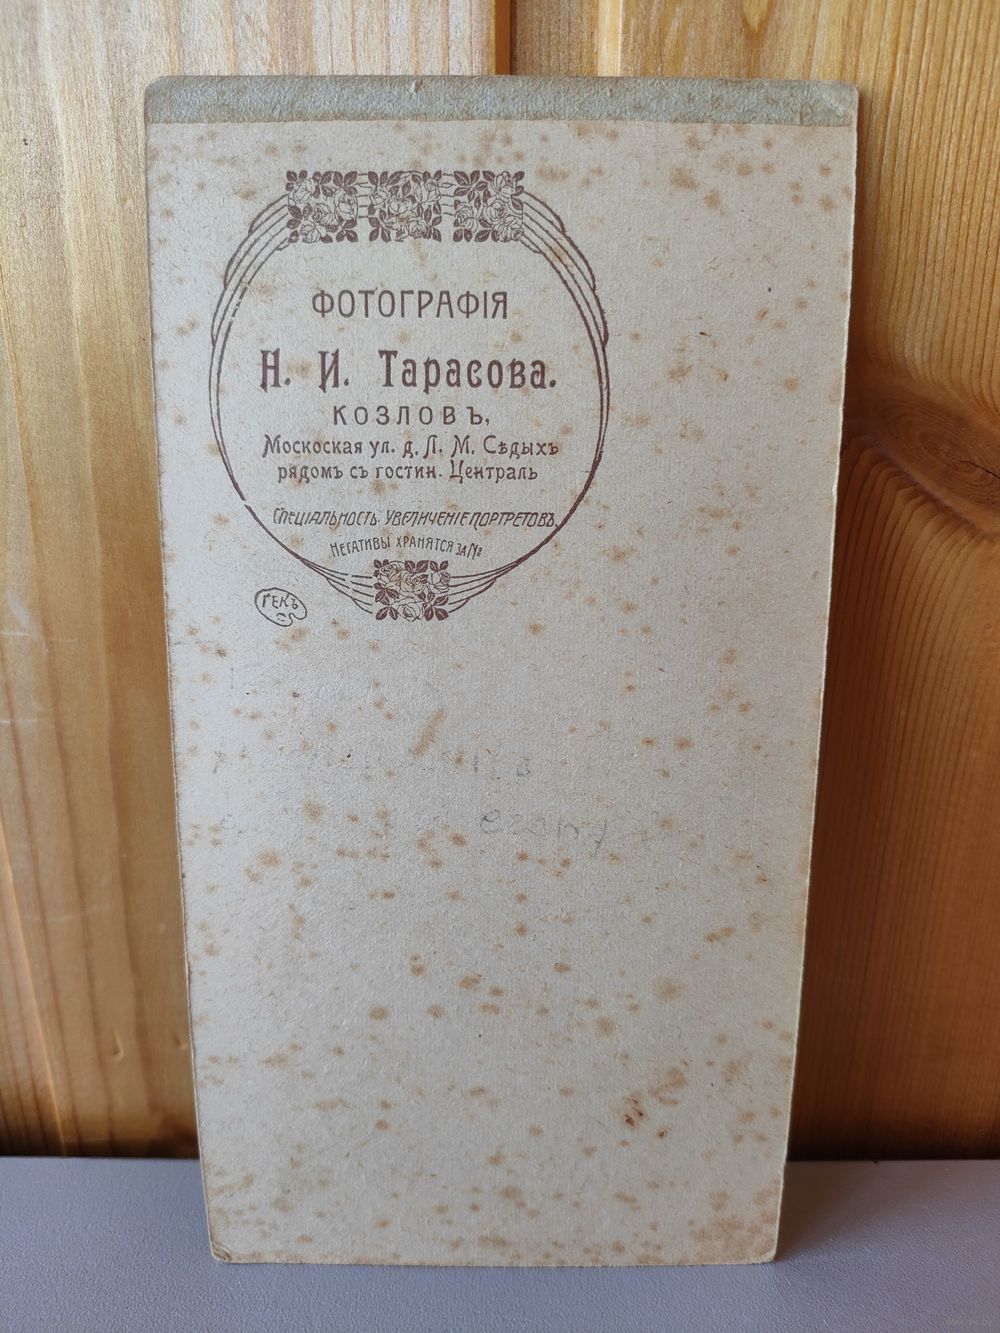 ФОТОГРАФІЯ
Н. И. Тарасова.
КОЗЛОВЪ,
Москоская ул. д. Л. М. Сѣдыхъ
рядомъ съ гостин. Централь
СПЕЦІАЛЬНОСТЬ УВЕЛИЧЕНІЕ ПОРТРЕТОВЪ
НЕГАТИВЫ ХРАНЯТСЯ ЗА №
ГЕКЪ